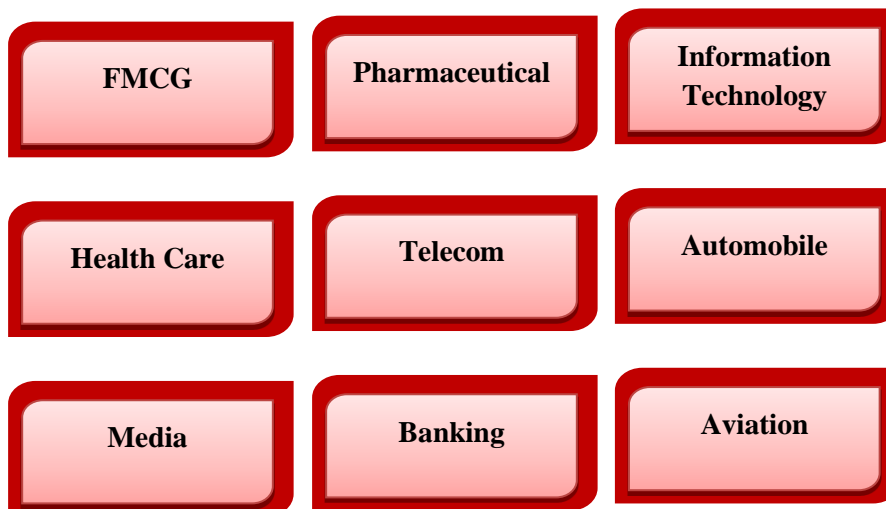 FMCG
Pharmaceutical
Information
Technology
Health Care
Telecom
Automobile
Media
Banking
Aviation